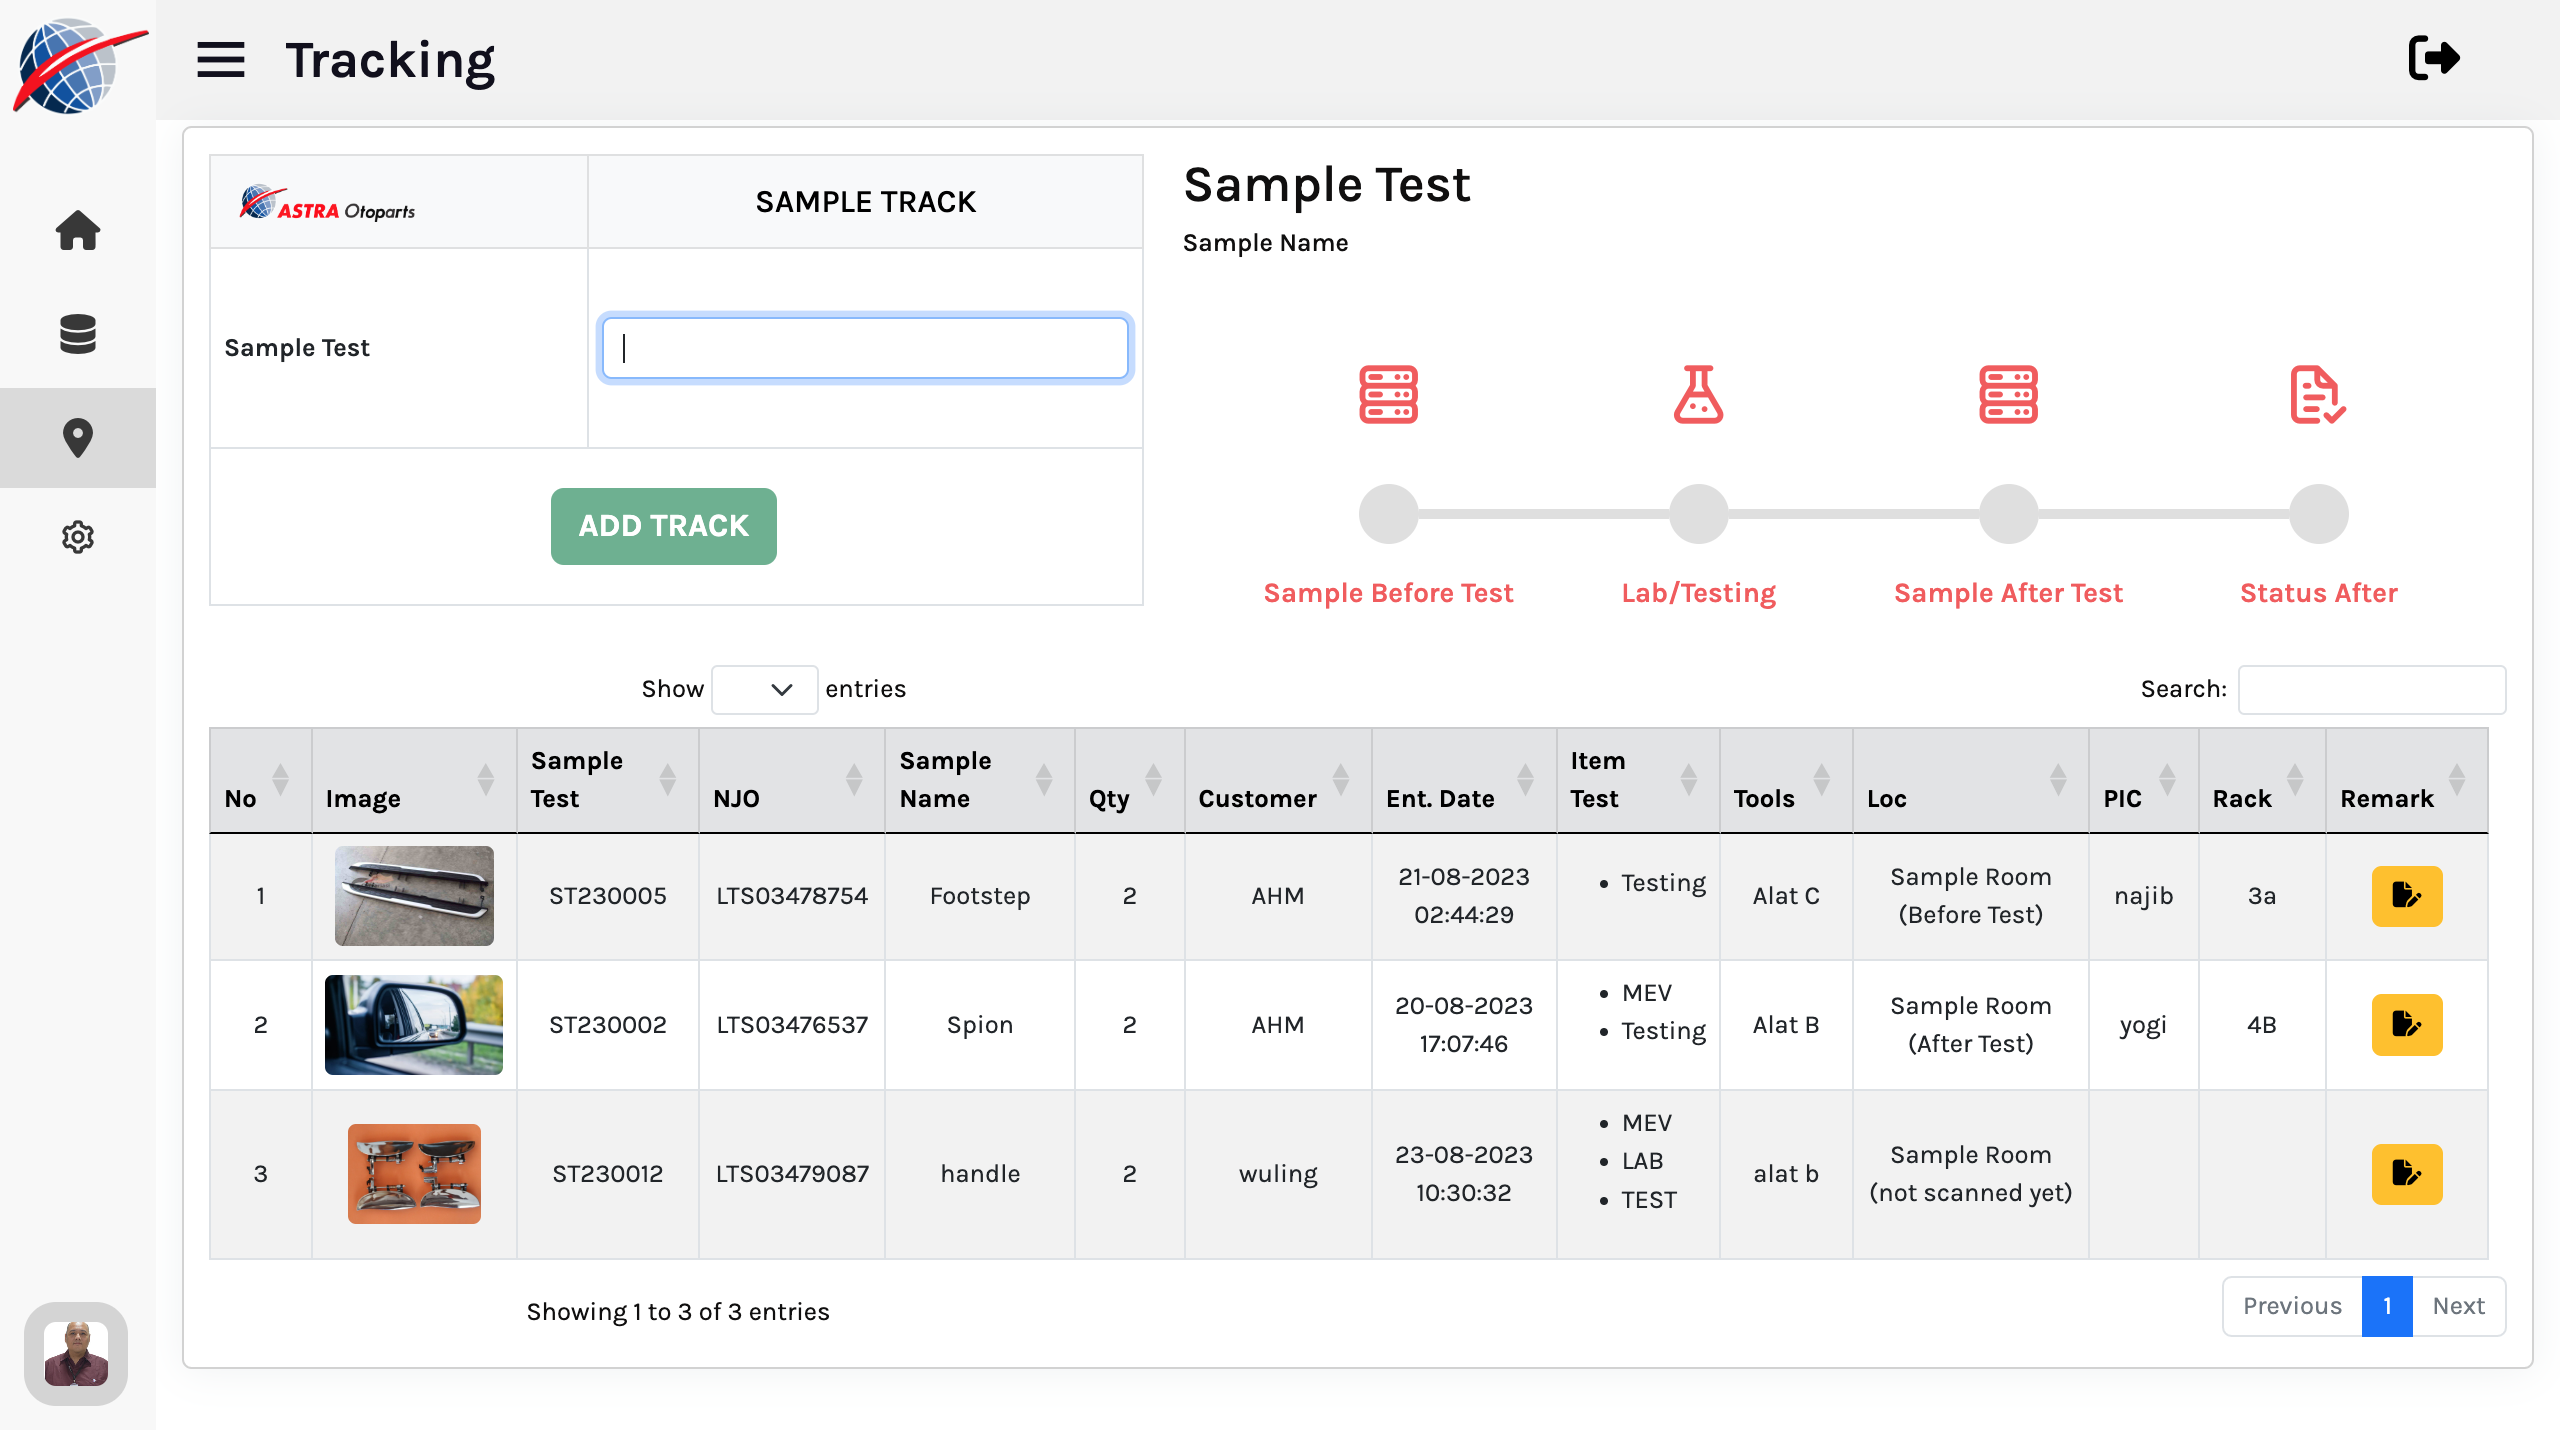 Tracking
ASTRA Otoparts
SAMPLE TRACK
Sample Test
ADD TRACK
Sample Test
Sample Name
Sample Before Test
Lab/Testing
Sample After Test
Status After
Show entries
Search:
No Image Sample Test NJO Sample Name Qty Customer Ent. Date Item Test Tools Loc PIC Rack Remark
1 ST230005 LTS03478754 Footstep 2 AHM 21-08-2023 02:44:29 Testing Alat C Sample Room (Before Test) najib 3a
2 ST230002 LTS03476537 Spion 2 AHM 20-08-2023 17:07:46 MEV Testing Alat B Sample Room (After Test) yogi 4B
3 ST230012 LTS03479087 handle 2 wuling 23-08-2023 10:30:32 MEV LAB TEST alat b Sample Room (not scanned yet)
Showing 1 to 3 of 3 entries
Previous 1 Next